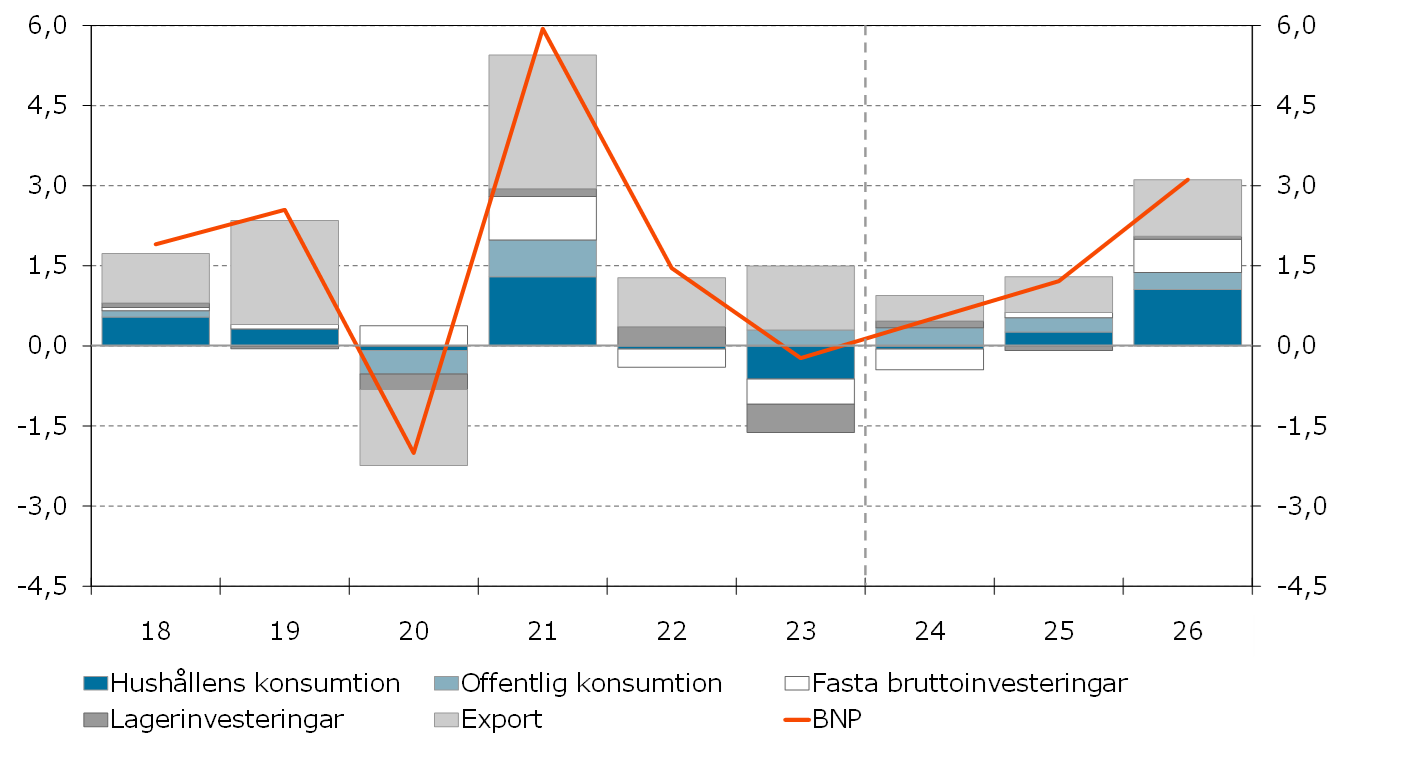 6,0 6,0
4,5 4,5
3,0 3,0
1,5 1,5
0,0 0,0
-1,5 -1,5
-3,0 -3,0
-4,5 -4,5
18 19 20 21 22 23 24 25 26
Hushållens konsumtion Offentlig konsumtion Fasta bruttoinvesteringar
Lagerinvesteringar Export BNP